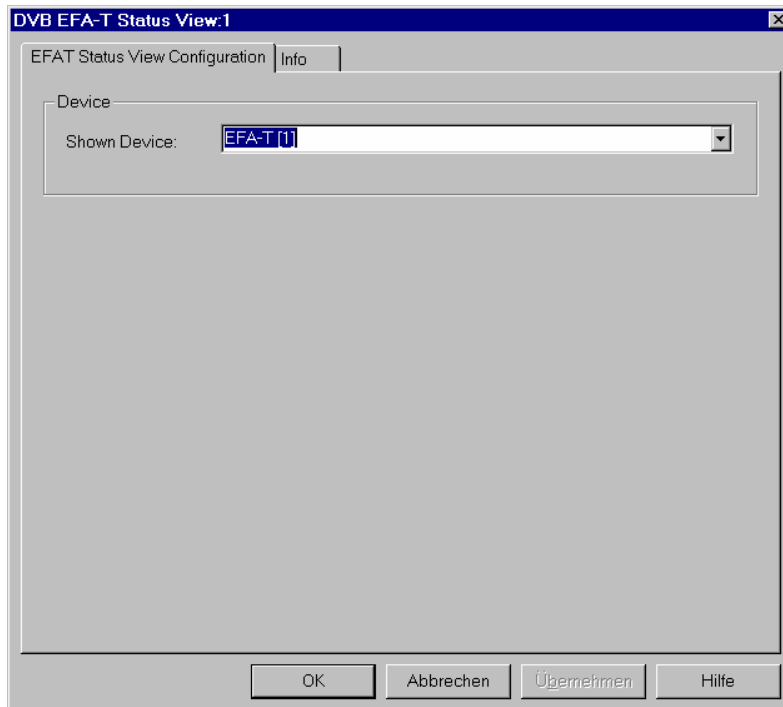 DVB EFA-T Status View:1
EFAT Status View Configuration Info
Device
Shown Device: EFA-T [1]
OK Abbrechen Übernehmen Hilfe